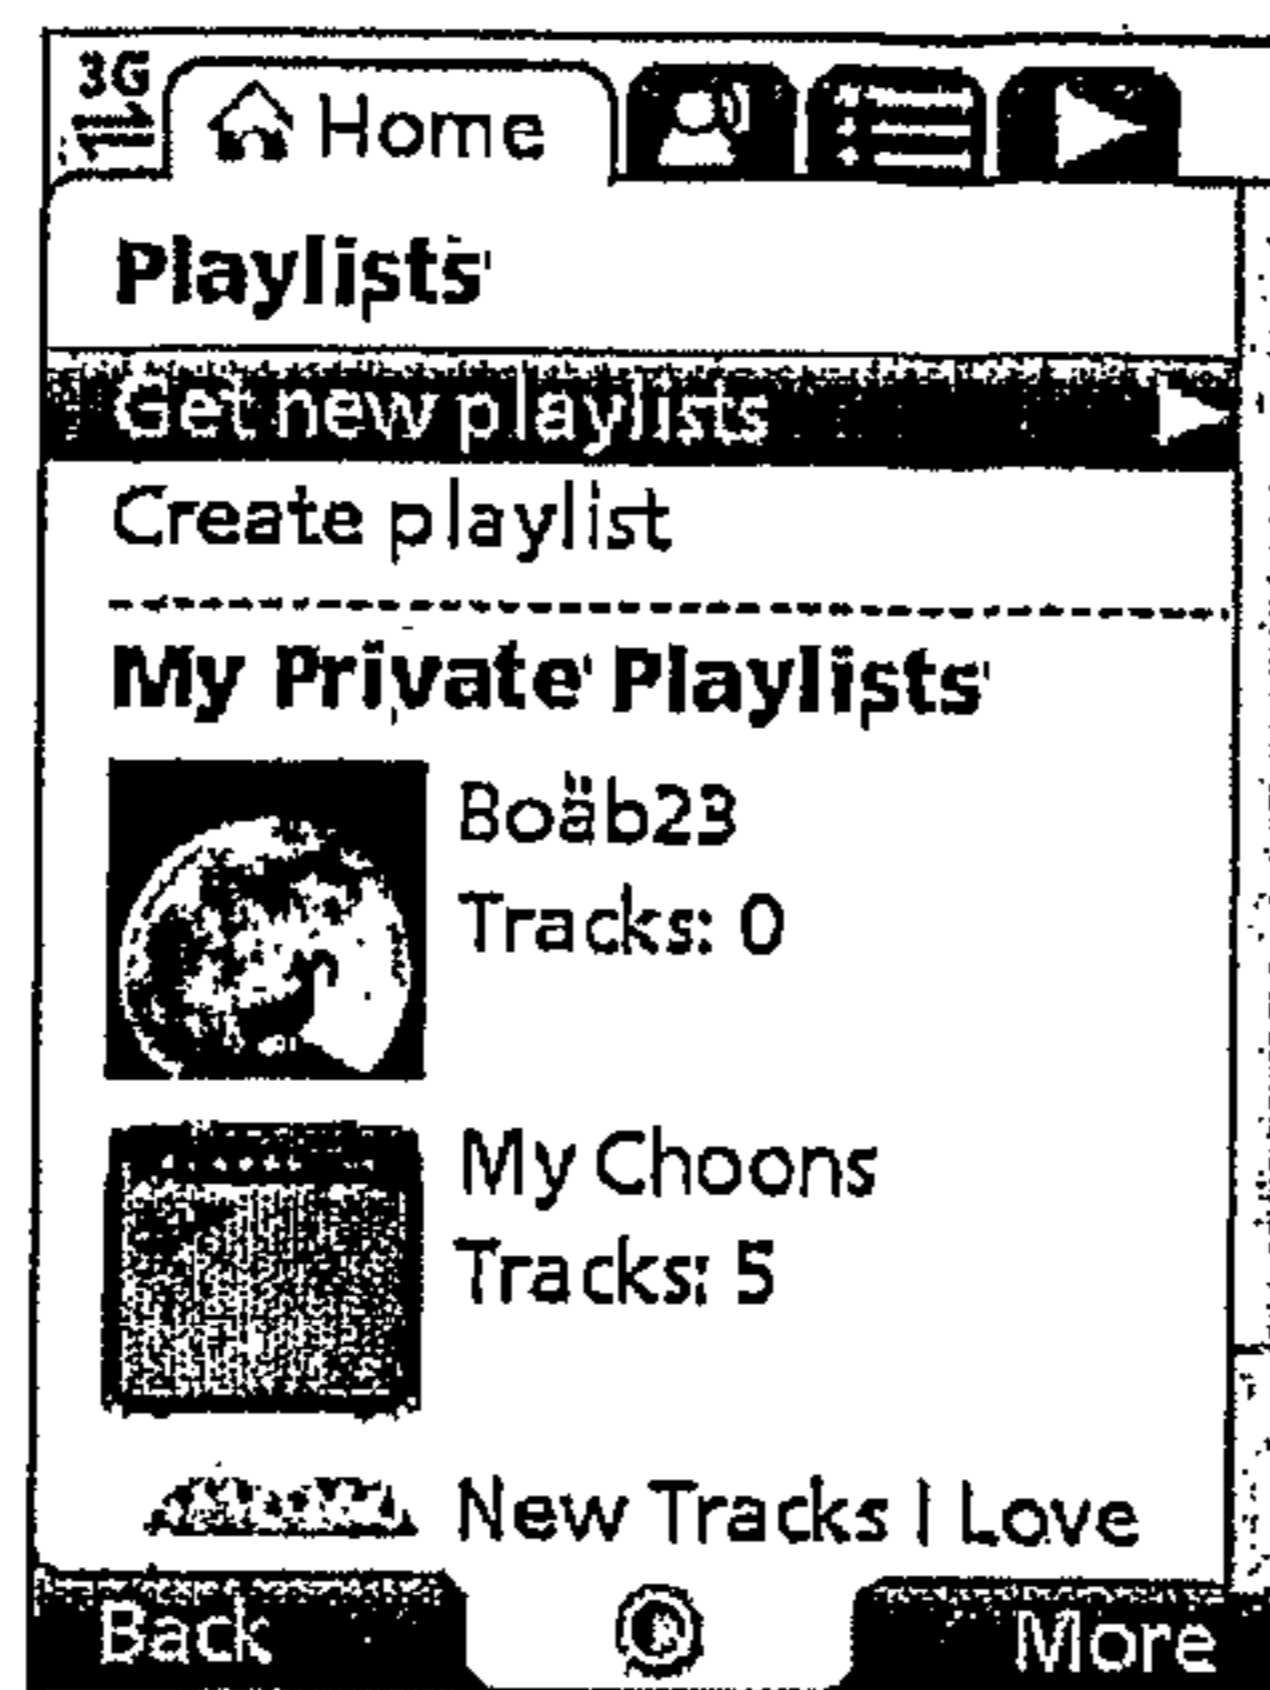 3G
Home
Playlists
Get new playlists
Create playlist
My Private Playlists
Boäb23
Tracks: 0
My Choons
Tracks: 5
New Tracks I Love
Back
More